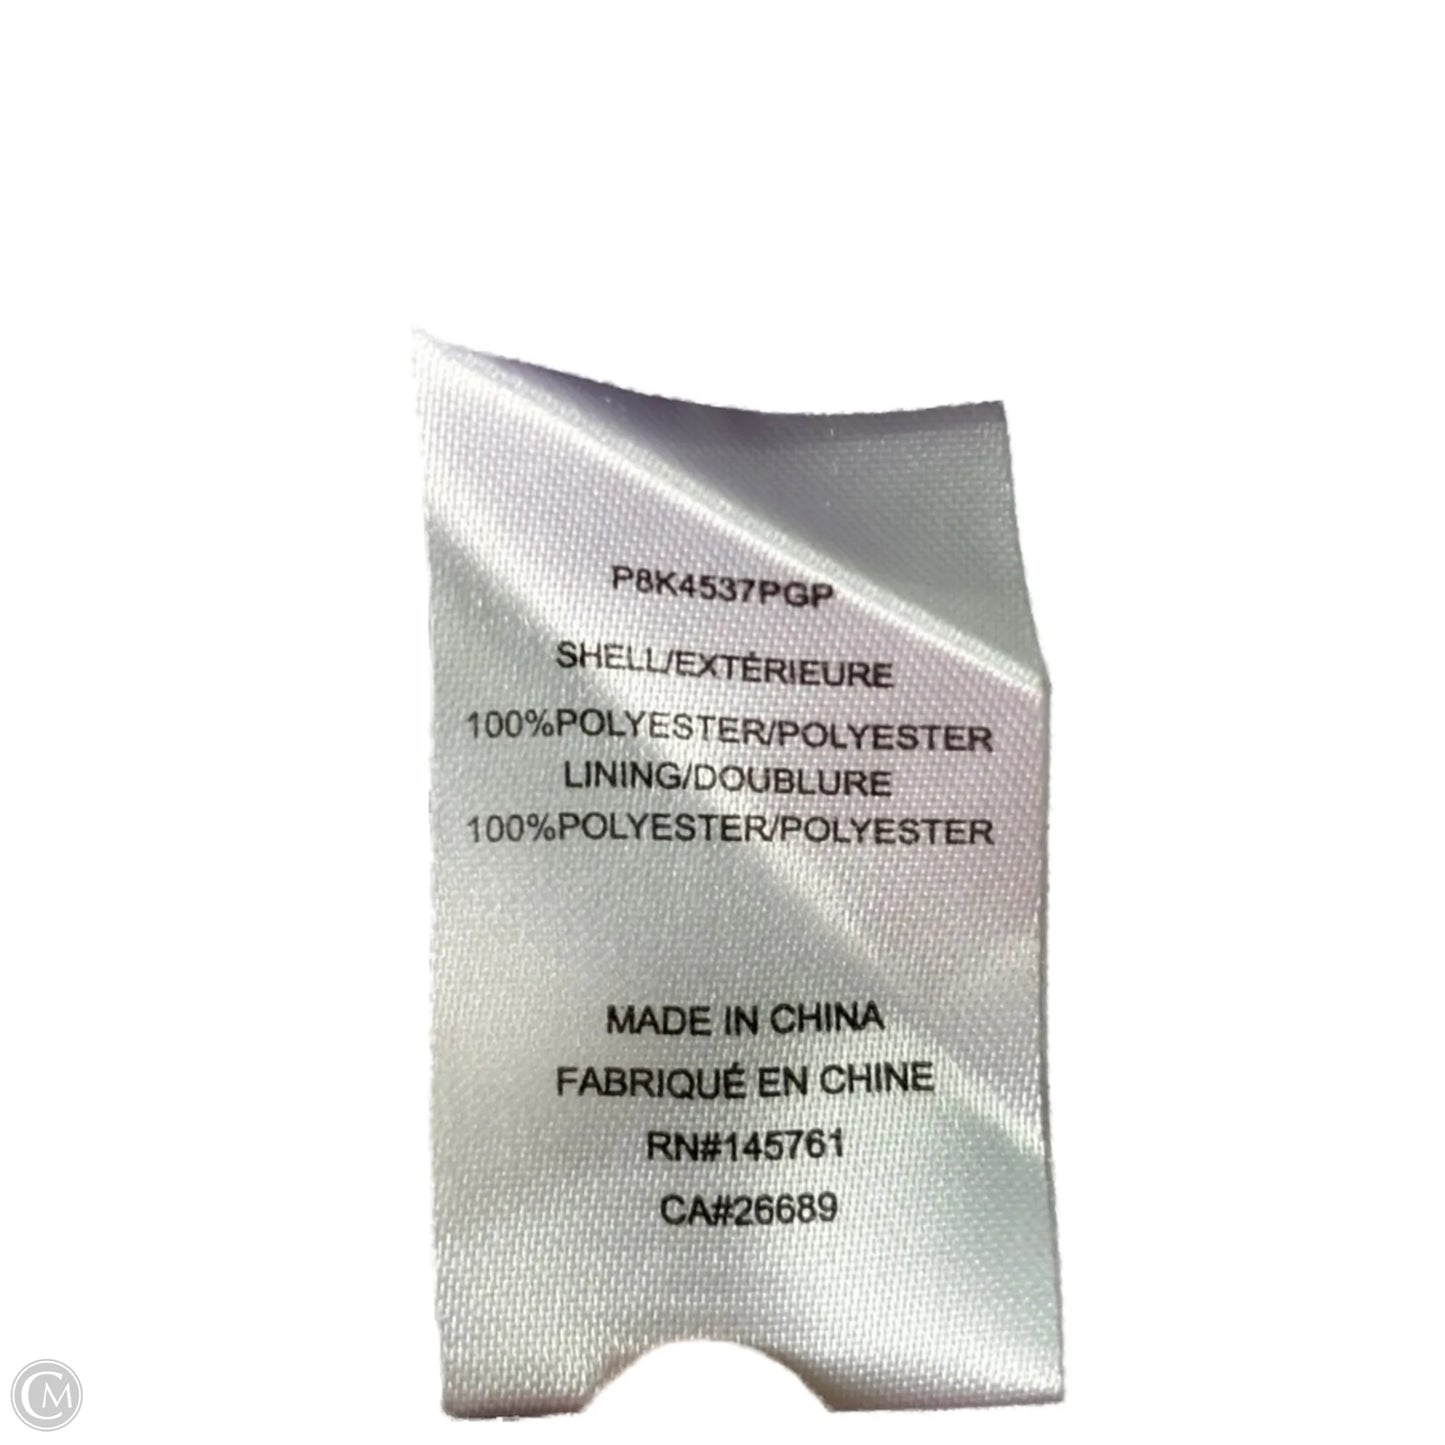 P8K4537PGP
SHELL/EXTÉRIEURE
100%POLYESTER/POLYESTER
LINING/DOUBLURE
100%POLYESTER/POLYESTER
MADE IN CHINA
FABRIQUÉ EN CHINE
RN#145761
CA#26689
CM